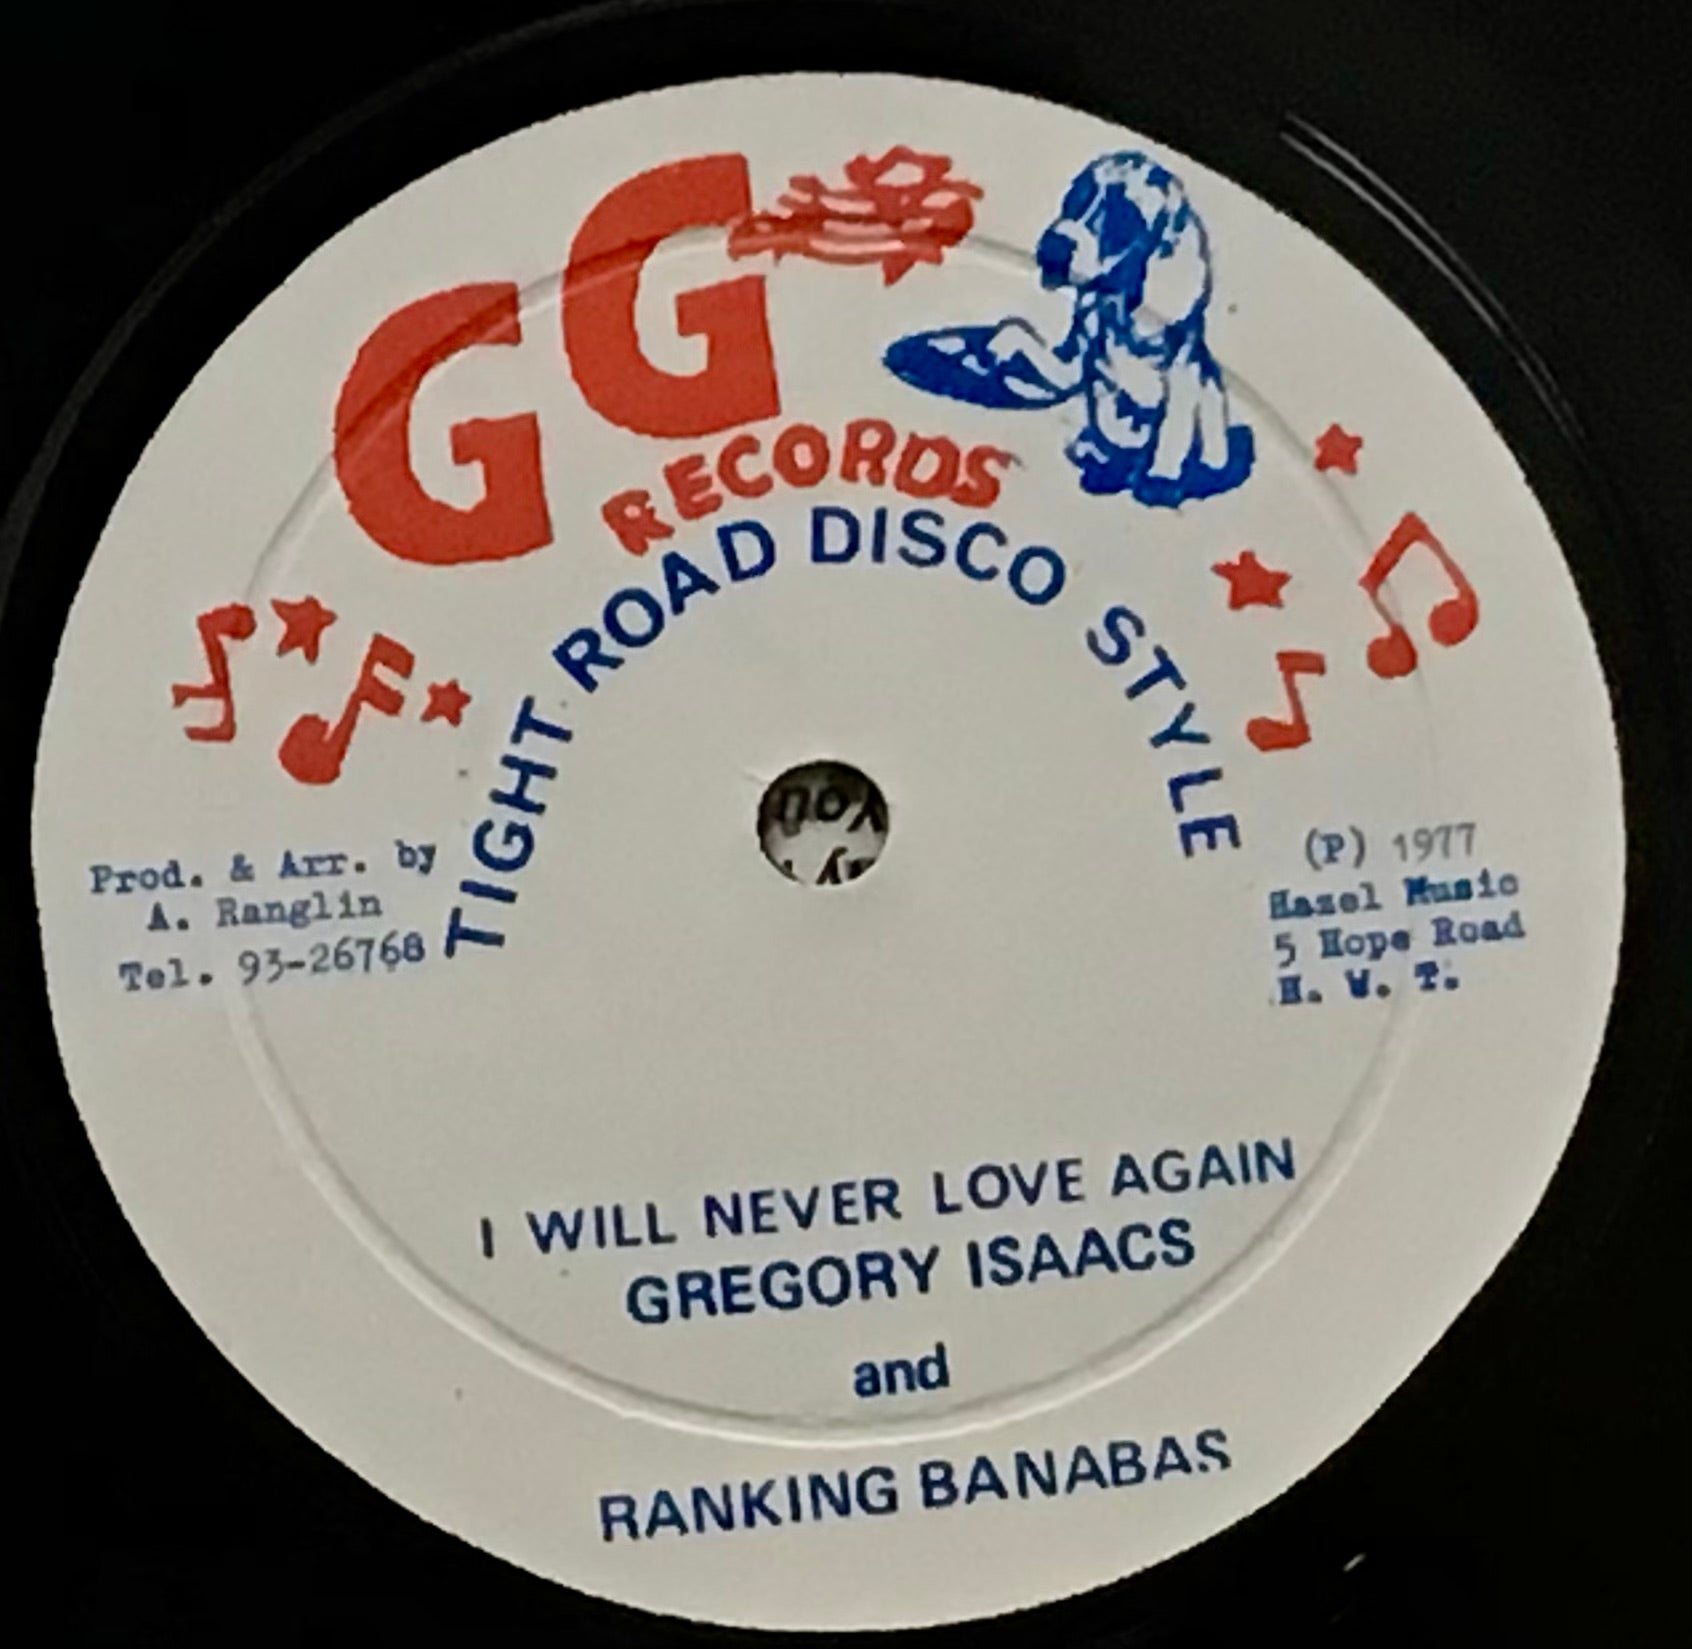 GG
RECORDS
TIGHT ROAD DISCO STYLE
Prod. & Arr. by
A. Ranglin
Tel. 93-26768
(P) 1977
Hazel Music
5 Hope Road
H. W. T.
I WILL NEVER LOVE AGAIN
GREGORY ISAACS
and
RANKING BANABAS